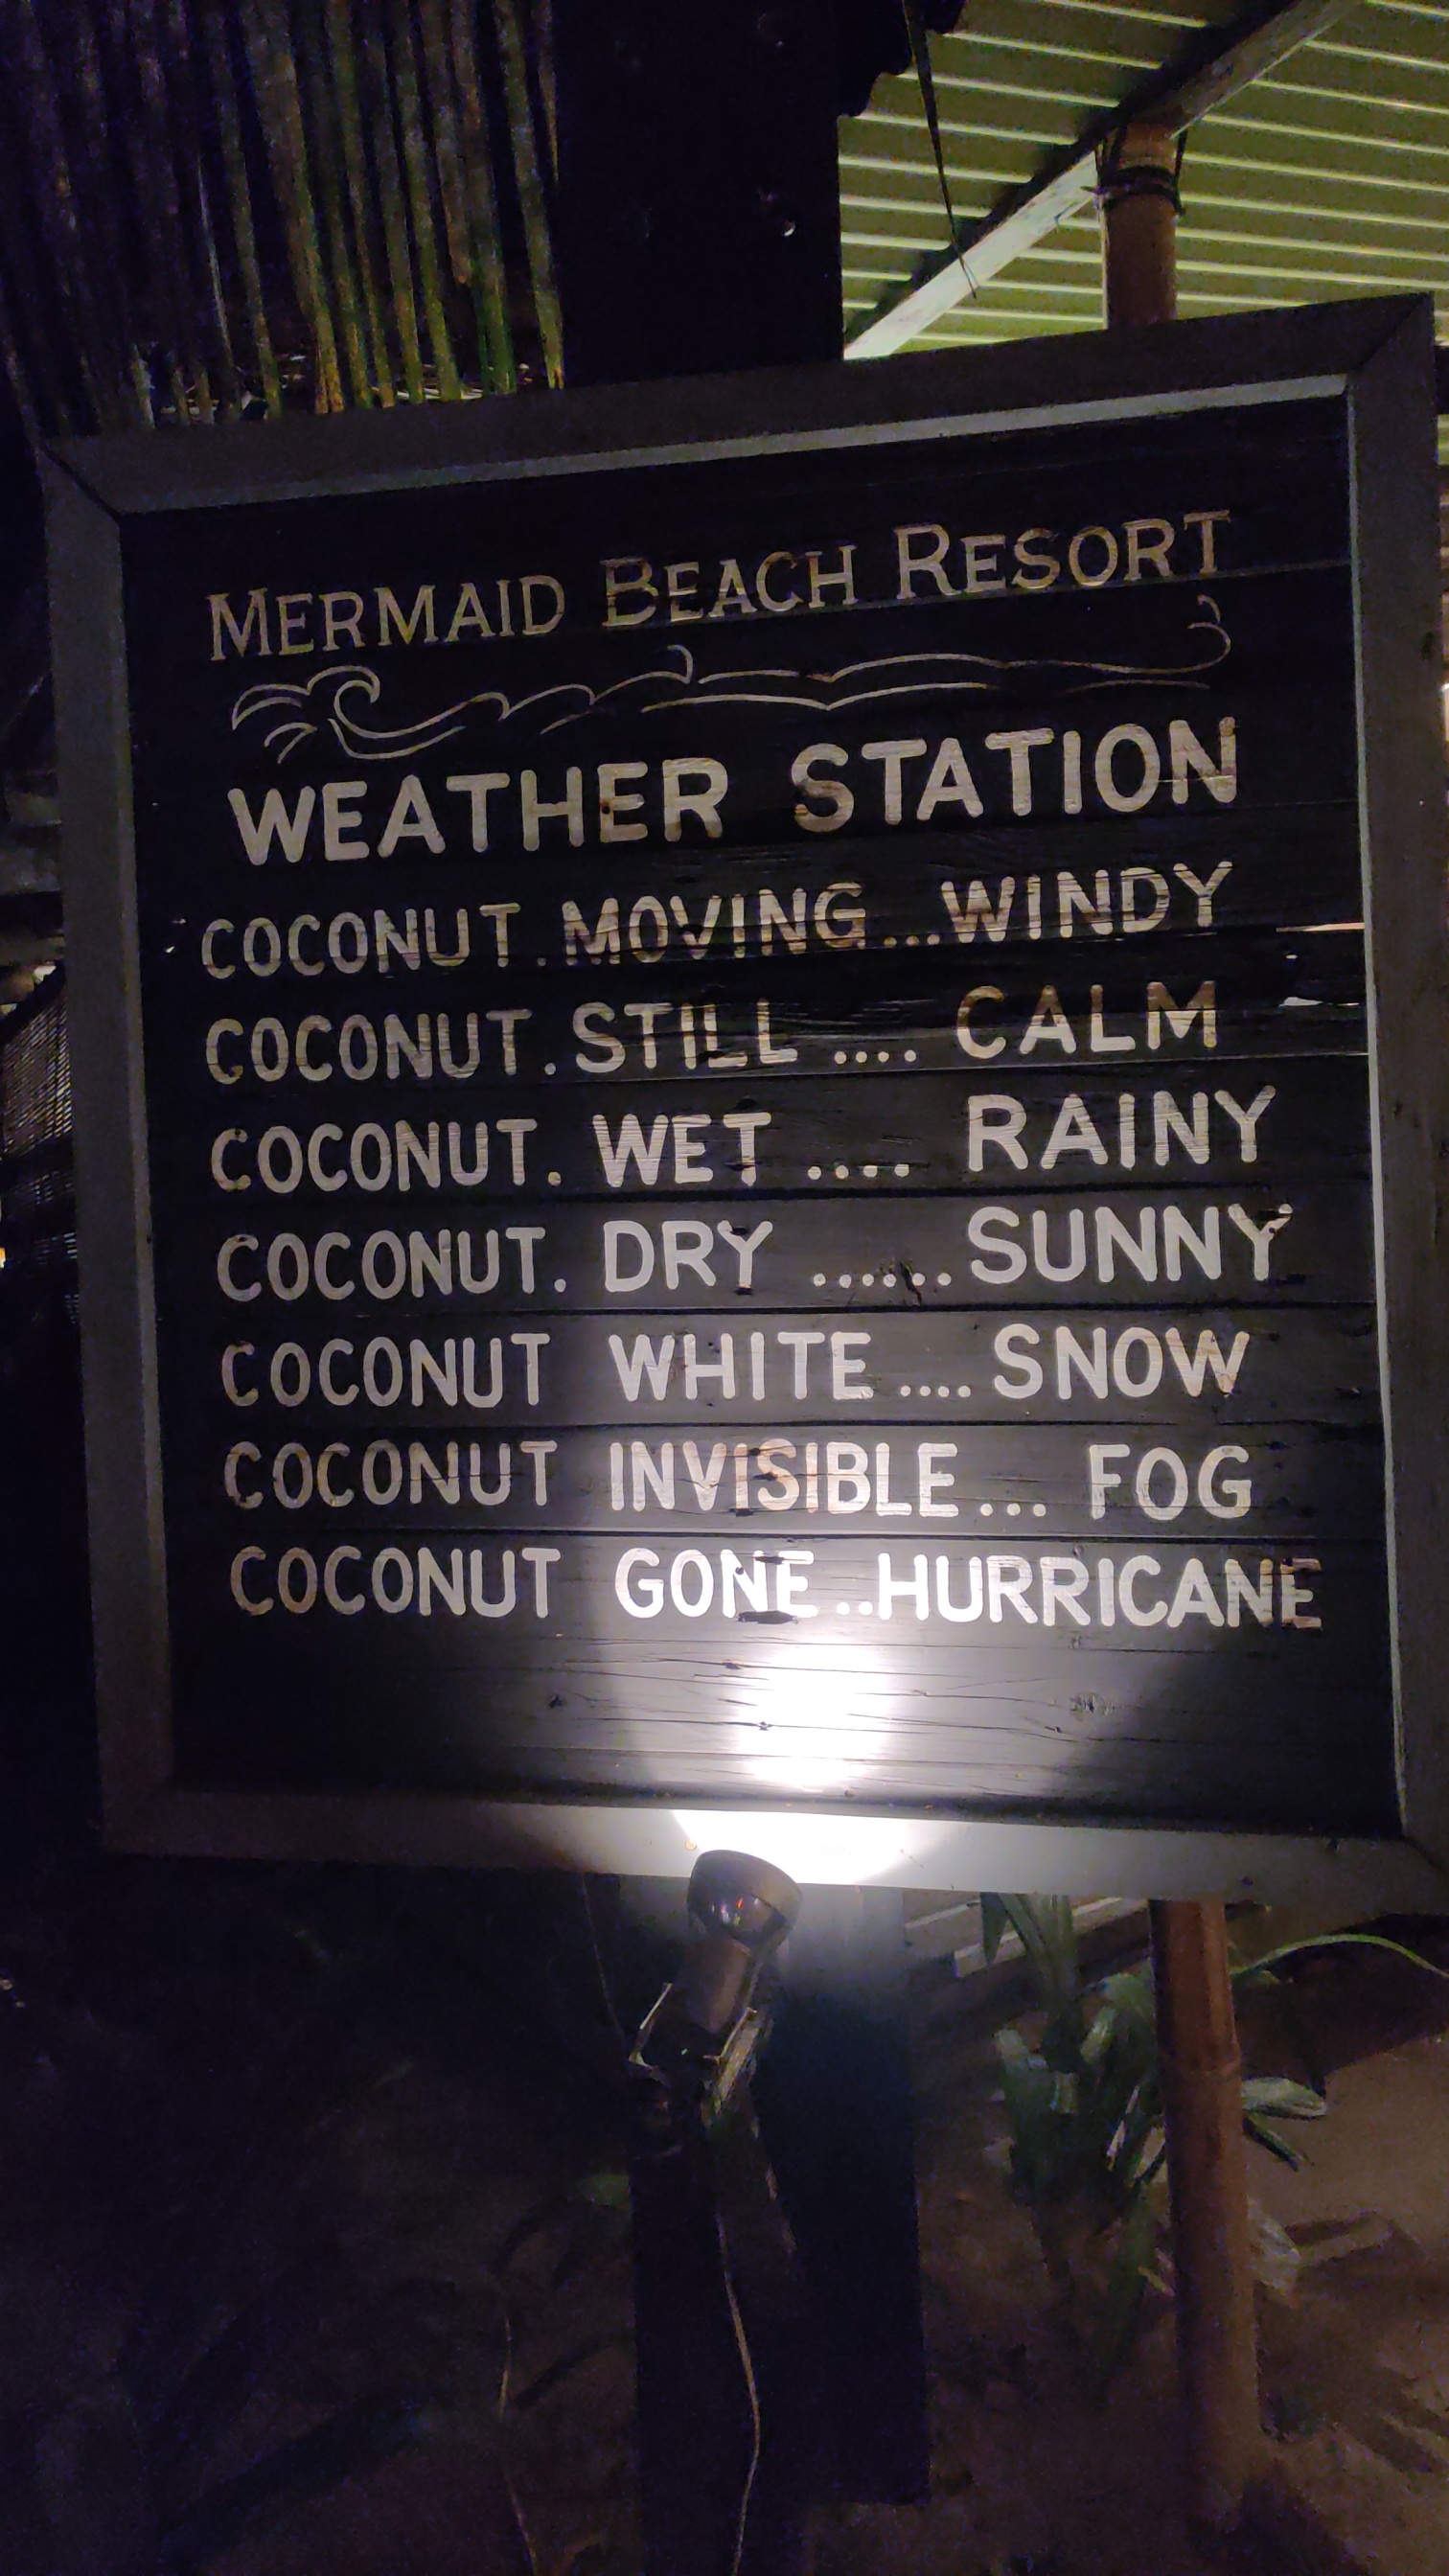 MERMAID BEACH RESORT
WEATHER STATION
COCONUT. MOVING...WINDY
COCONUT. STILL .... CALM
COCONUT. WET .... RAINY
COCONUT. DRY ...... SUNNY
COCONUT WHITE .... SNOW
COCONUT INVISIBLE... FOG
COCONUT GONE ..HURRICANE